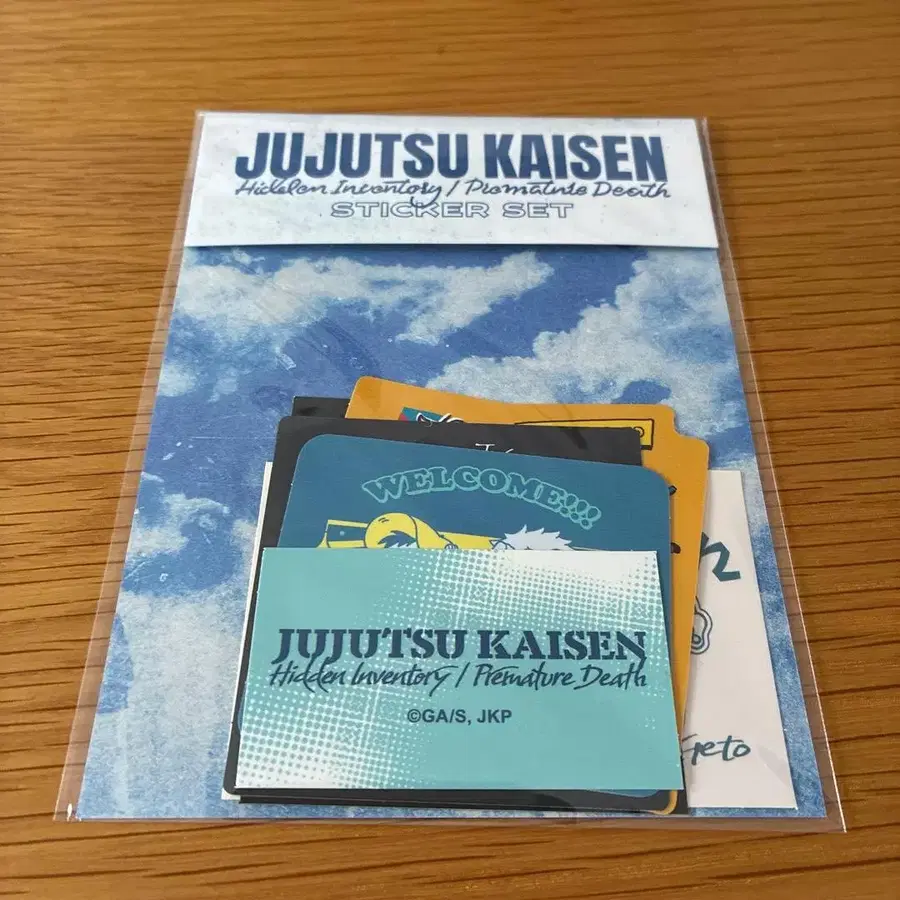 JUJUTSU KAISEN
Hidden Inventory / Premature Death
STICKER SET
WELCOME!!!
JUJUTSU KAISEN
Hidden Inventory / Premature Death
©GA/S, JKP
Geto